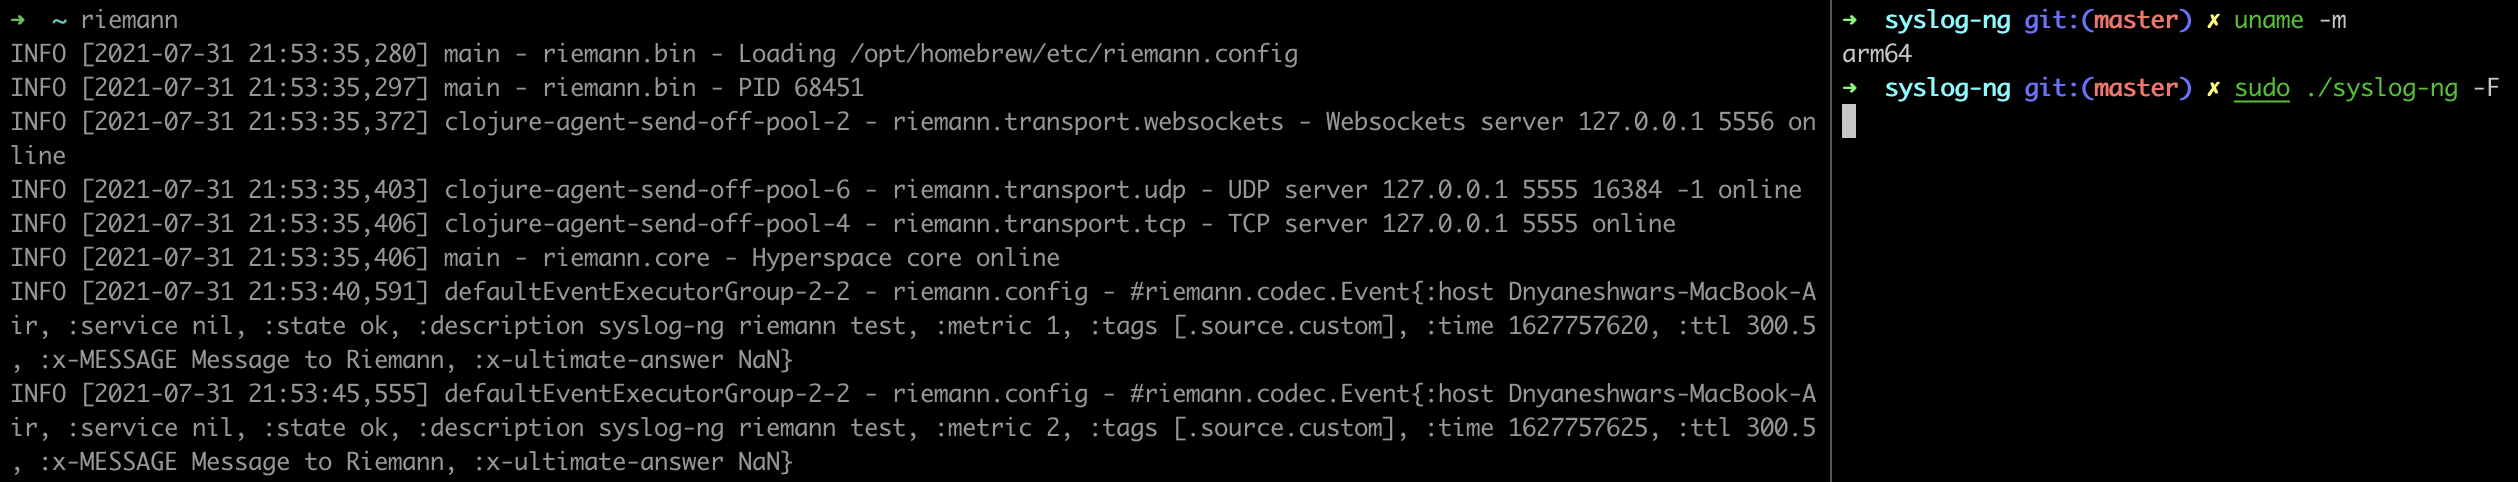 ➜  ~ riemann
INFO [2021-07-31 21:53:35,280] main - riemann.bin - Loading /opt/homebrew/etc/riemann.config
INFO [2021-07-31 21:53:35,297] main - riemann.bin - PID 68451
INFO [2021-07-31 21:53:35,372] clojure-agent-send-off-pool-2 - riemann.transport.websockets - Websockets server 127.0.0.1 5556 on
line
INFO [2021-07-31 21:53:35,403] clojure-agent-send-off-pool-6 - riemann.transport.udp - UDP server 127.0.0.1 5555 16384 -1 online
INFO [2021-07-31 21:53:35,406] clojure-agent-send-off-pool-4 - riemann.transport.tcp - TCP server 127.0.0.1 5555 online
INFO [2021-07-31 21:53:35,406] main - riemann.core - Hyperspace core online
INFO [2021-07-31 21:53:40,591] defaultEventExecutorGroup-2-2 - riemann.config - #riemann.codec.Event{:host Dnyaneshwars-MacBook-A
ir, :service nil, :state ok, :description syslog-ng riemann test, :metric 1, :tags [.source.custom], :time 1627757620, :ttl 300.5
, :x-MESSAGE Message to Riemann, :x-ultimate-answer NaN}
INFO [2021-07-31 21:53:45,555] defaultEventExecutorGroup-2-2 - riemann.config - #riemann.codec.Event{:host Dnyaneshwars-MacBook-A
ir, :service nil, :state ok, :description syslog-ng riemann test, :metric 2, :tags [.source.custom], :time 1627757625, :ttl 300.5
, :x-MESSAGE Message to Riemann, :x-ultimate-answer NaN}
➜  syslog-ng git:(master) ✗ uname -m
arm64
➜  syslog-ng git:(master) ✗ sudo ./syslog-ng -F